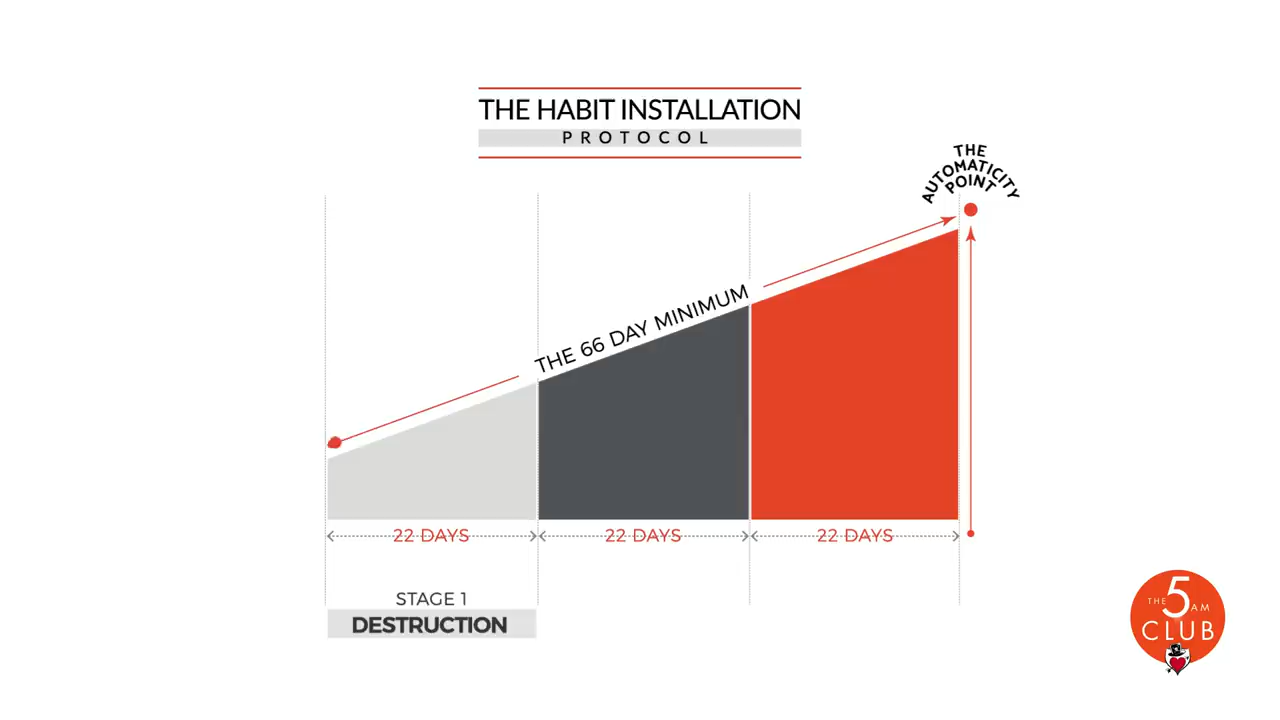 THE HABIT INSTALLATION
PROTOCOL
THE
AUTOMATICITY
POINT
THE 66 DAY MINIMUM
22 DAYS
22 DAYS
22 DAYS
STAGE 1
DESTRUCTION
THE 5 AM
CLUB